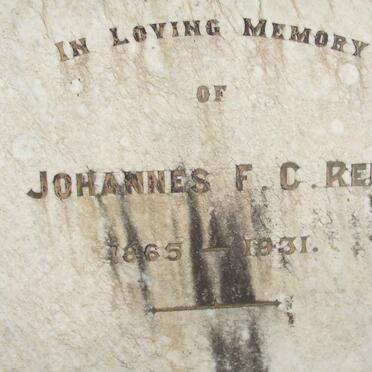 IN LOVING MEMORY
OF
JOHANNES F. C.
1865 — 1931.